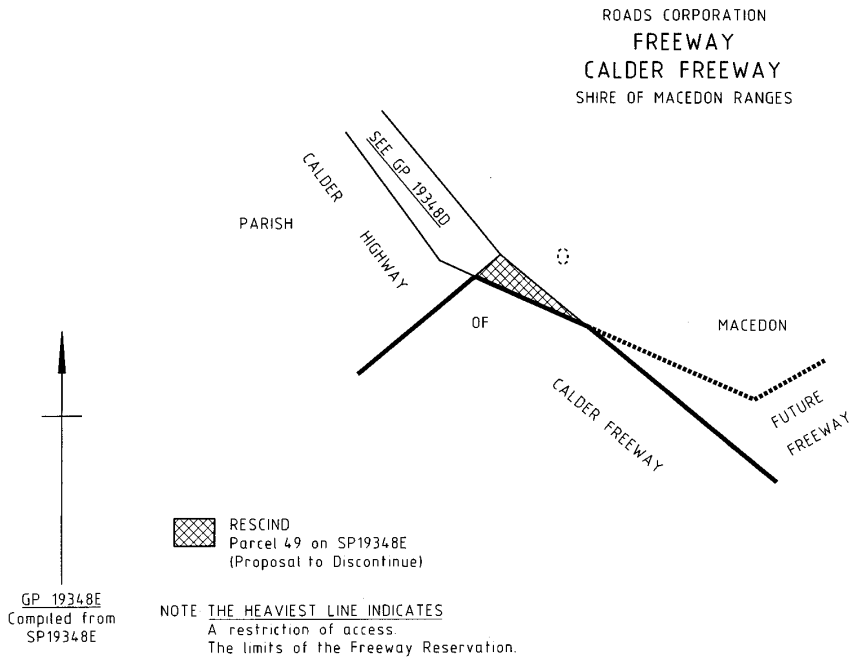 ROADS CORPORATION
FREEWAY
CALDER FREEWAY
SHIRE OF MACEDON RANGES
SEE GP 19348D
CALDER
HIGHWAY
PARISH
OF
MACEDON
CALDER FREEWAY
FUTURE
FREEWAY
RESCIND
Parcel 49 on SP19348E
(Proposal to Discontinue)
GP 19348E
Compiled from
SP19348E
NOTE THE HEAVIEST LINE INDICATES
A restriction of access.
The limits of the Freeway Reservation.